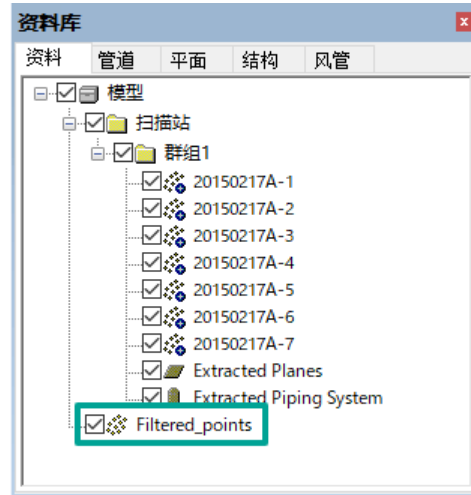 资料库
资料 管道 平面 结构 风管
模型
扫描站
群组1
20150217A-1
20150217A-2
20150217A-3
20150217A-4
20150217A-5
20150217A-6
20150217A-7
Extracted Planes
Extracted Piping System
Filtered_points